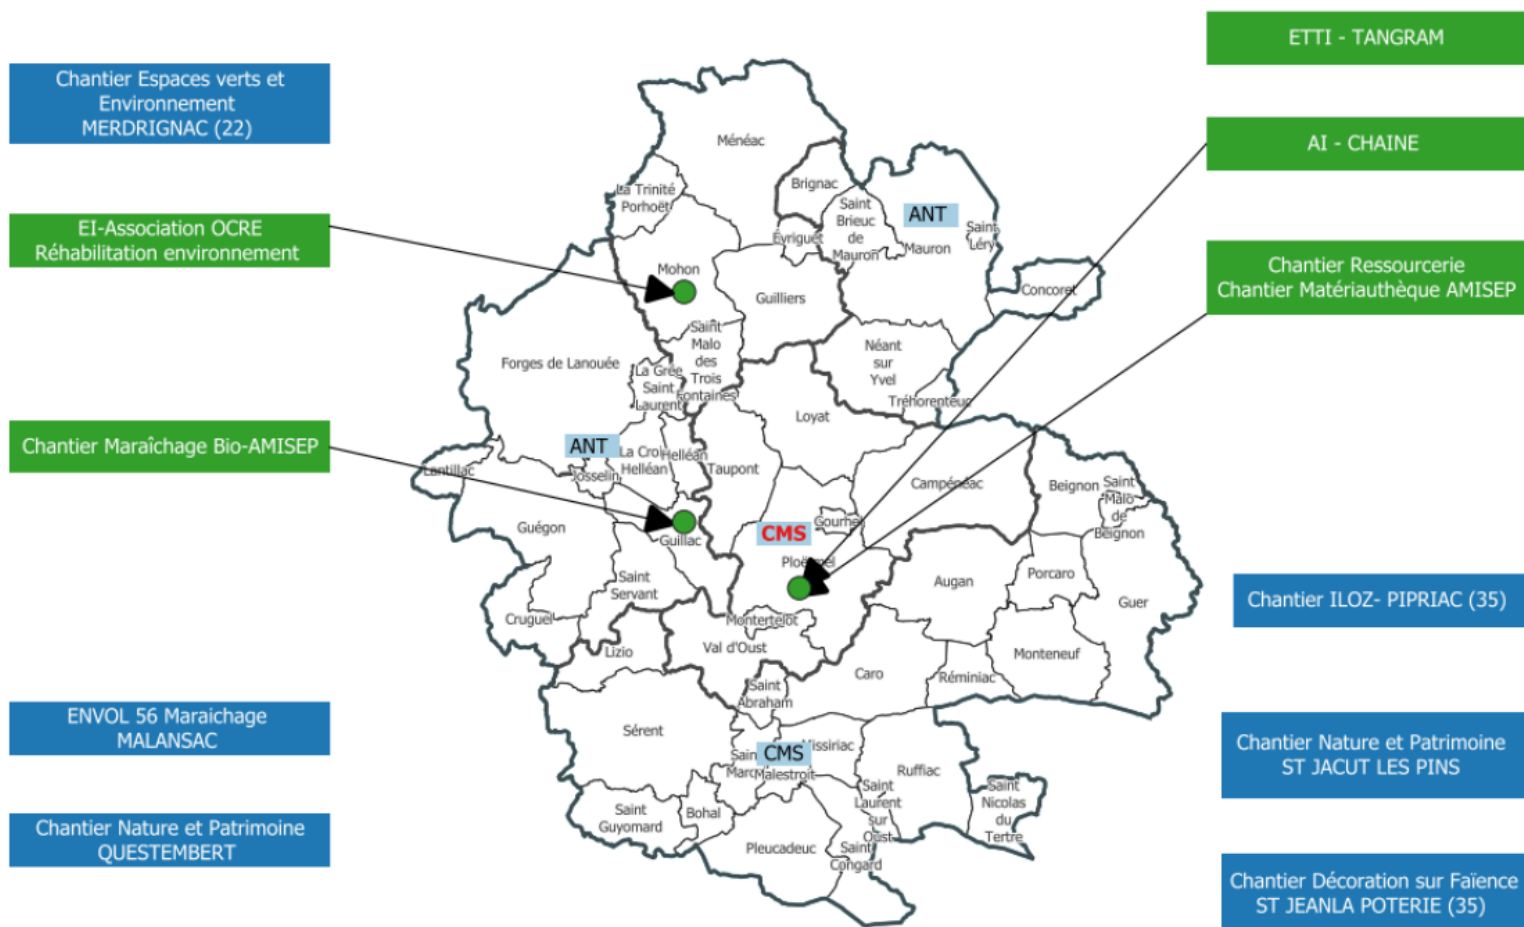 ETTI - TANGRAM
Chantier Espaces verts et
Environnement
MERDRIGNAC (22)
AI - CHAINE
Ménéac
Brignac
La Trinité
Porhoët
Saint
Brieuc
de
Mauron
ANT
Saint
Léry
EI-Association OCRE
Réhabilitation environnement
Évriguet
Mauron
Mohon
Guilliers
Concoret
Chantier Ressourcerie
Chantier Matériauthèque AMISEP
Saint
Malo
des
Trois
Fontaines
Néant
sur
Yvel
Forges de Lanouée
La Grée
Saint
Laurent
Tréhorenteuc
Loyat
Chantier Maraîchage Bio-AMISEP
ANT
La Croi
Helléan
Helléan
Taupont
Lantillac
Josselin
Campénéac
Beignon
Saint
Malo
de
Beignon
Guégon
Gourhel
CMS
Guillac
Ploërmel
Saint
Servant
Augan
Porcaro
Guer
Chantier ILOZ- PIPRIAC (35)
Cruguel
Montertelot
Val d'Oust
Lizio
Monteneuf
Caro
Réminiac
Saint
Abraham
ENVOL 56 Maraichage
MALANSAC
Sérent
Chantier Nature et Patrimoine
ST JACUT LES PINS
CMS
Missiriac
Sain
Marc
Malestroit
Ruffiac
Saint
Laurent
sur
Oust
Saint
Nicolas
du
Tertre
Saint
Guyomard
Bohal
Chantier Nature et Patrimoine
QUESTEMBERT
Pleucadeuc
Saint
Congard
Chantier Décoration sur Faïence
ST JEANLA POTERIE (35)